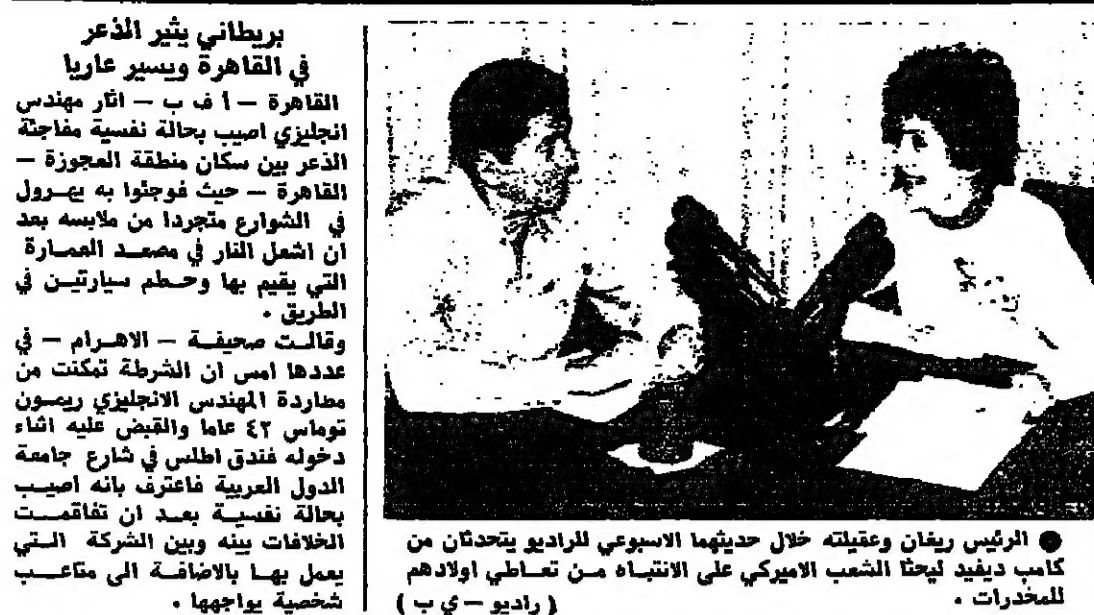 بريطاني يثير الذعر
في القاهرة ويسير عاريا
القاهرة — أ ف ب — اثار مهندس
انجليزي اصيب بحالة نفسية مفاجئة
الذعر بين سكان منطقة العجوزة —
القاهرة — حيث فوجئوا به يهرول
في الشوارع متجردا من ملابسه بعد
ان اشعل النار في مصعد العمارة
التي يقيم بها وحطم سيارتين في
الطريق .
وقالت صحيفة — الاهرام — في
عددها امس ان الشرطة تمكنت من
مطاردة المهندس الانجليزي ريمون
توماس ٤٢ عاما والقبض عليه اثناء
دخوله فندق اطلس في شارع جامعة
الدول العربية فاعترف بانه اصيب
بحالة نفسية بعد ان تفاقمت
الخلافات بينه وبين الشركة التي
يعمل بها بالاضافة الى متاعب
شخصية يواجهها .
● الرئيس ريغان وعقيلته خلال حديثهما الاسبوعي للراديو يتحدثان من
كامب ديفيد ليحثا الشعب الاميركي على الانتباه من تعاطي اولادهم
للمخدرات .
( راديو — ي ب )